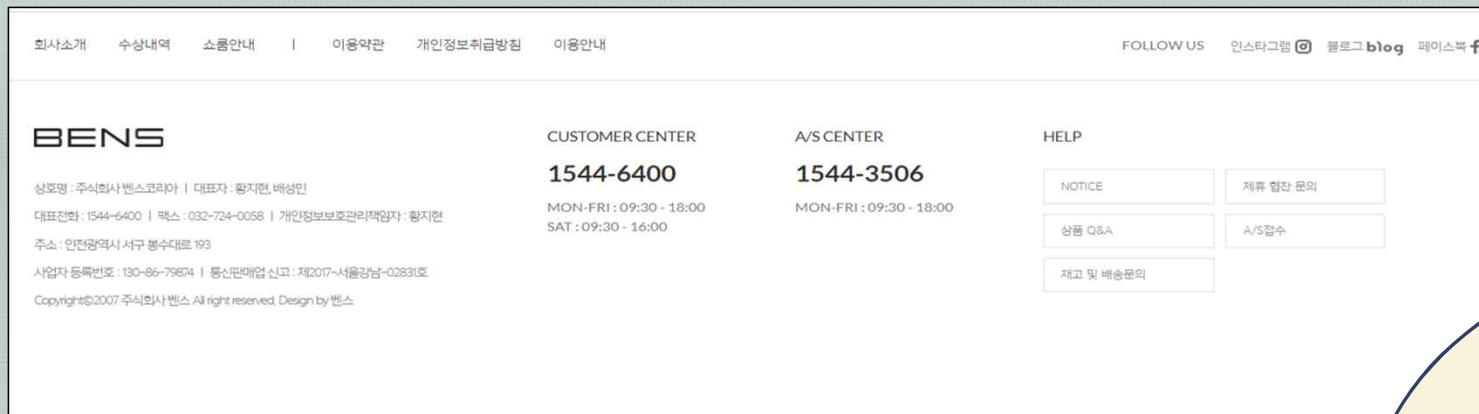 회사소개 수상내역 쇼룸안내 | 이용약관 개인정보취급방침 이용안내
FOLLOW US 인스타그램 블로그 blog 페이스북 f
BENS
상호명 : 주식회사 벤스코리아 | 대표자 : 황지현, 배성민
대표전화 : 1544-6400 | 팩스 : 032-724-0058 | 개인정보보호관리책임자 : 황지현
주소 : 인천광역시 서구 봉수대로 193
사업자 등록번호 : 130-86-79874 | 통신판매업 신고 : 제2017-서울강남-02831호
Copyright©2007 주식회사 벤스 All right reserved, Design by 벤스
CUSTOMER CENTER
1544-6400
MON-FRI : 09:30 - 18:00
SAT : 09:30 - 16:00
A/S CENTER
1544-3506
MON-FRI : 09:30 - 18:00
HELP
NOTICE 제휴 협찬 문의
상품 Q&A A/S접수
재고 및 배송문의